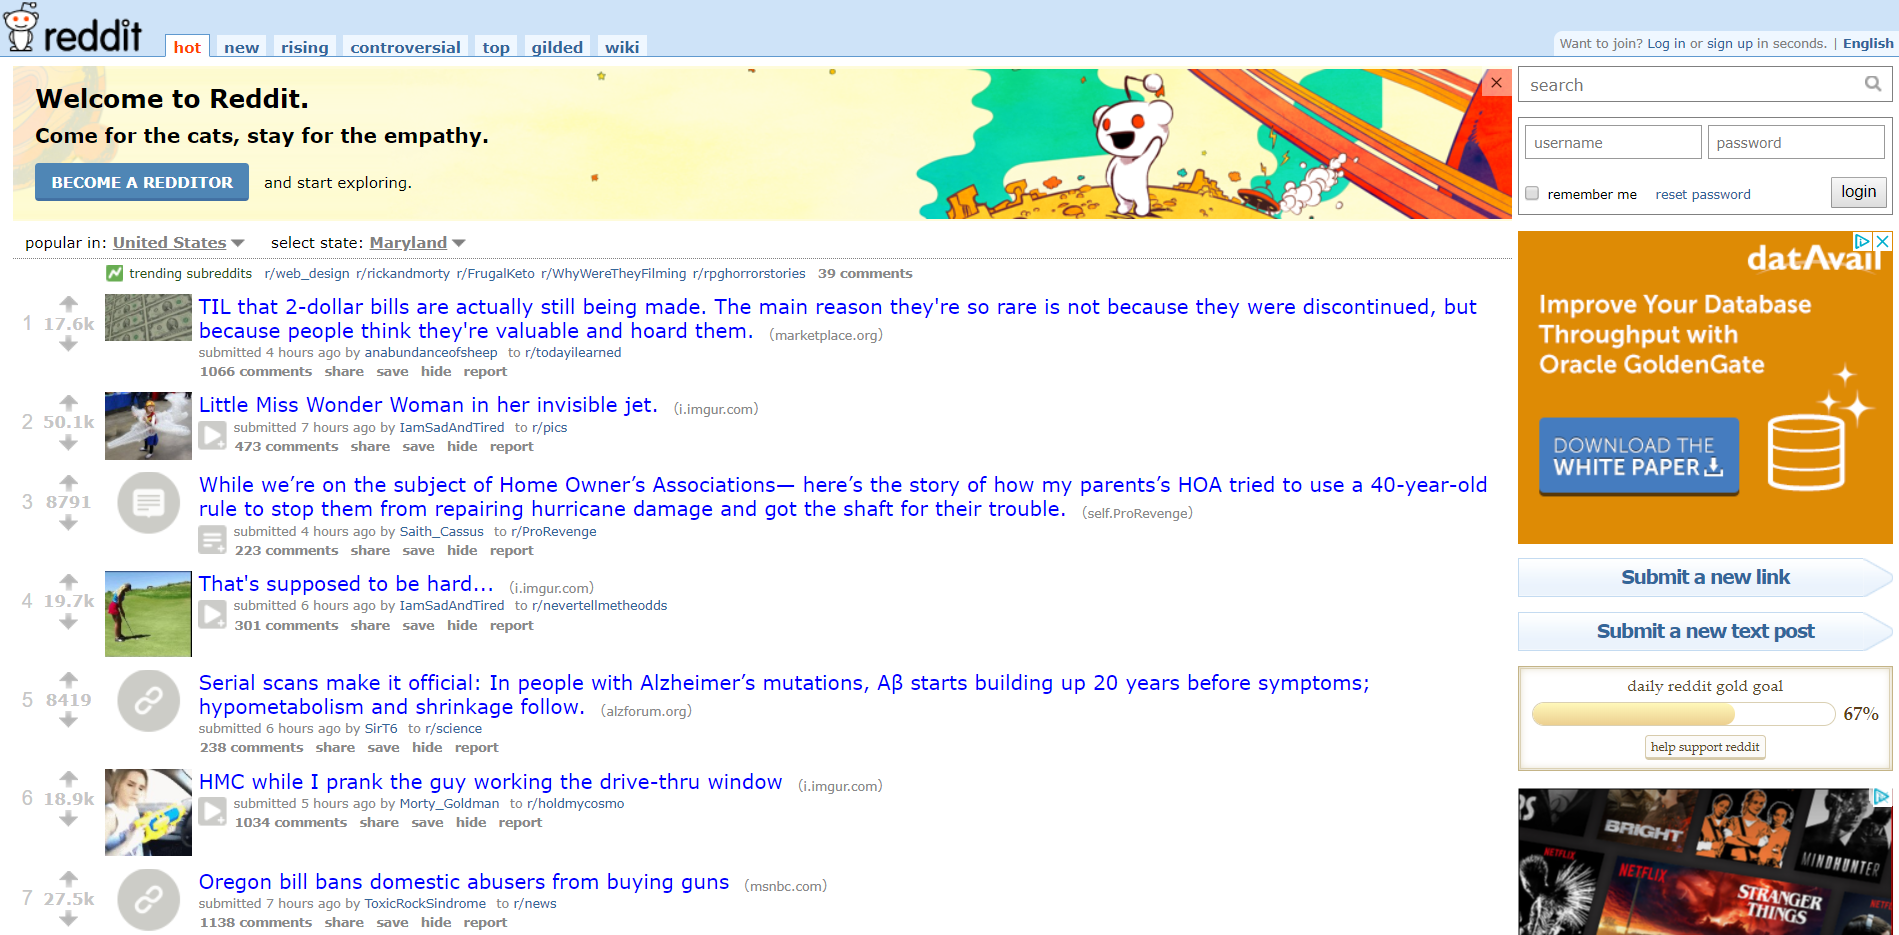 reddit
hot new rising controversial top gilded wiki
Want to join? Log in or sign up in seconds. | English
Welcome to Reddit.
Come for the cats, stay for the empathy.
BECOME A REDDITOR and start exploring.
popular in: United States select state: Maryland
trending subreddits r/web_design r/rickandmorty r/FrugalKeto r/WhyWereTheyFilming r/rpghorrorstories 39 comments
1 17.6k
TIL that 2-dollar bills are actually still being made. The main reason they're so rare is not because they were discontinued, but
because people think they're valuable and hoard them. (marketplace.org)
submitted 4 hours ago by anabundanceofsheep to r/todayilearned
1066 comments share save hide report
2 50.1k
Little Miss Wonder Woman in her invisible jet. (i.imgur.com)
submitted 7 hours ago by IamSadAndTired to r/pics
473 comments share save hide report
3 8791
While we’re on the subject of Home Owner’s Associations— here’s the story of how my parents’s HOA tried to use a 40-year-old
rule to stop them from repairing hurricane damage and got the shaft for their trouble. (self.ProRevenge)
submitted 4 hours ago by Saith_Cassus to r/ProRevenge
223 comments share save hide report
4 19.7k
That's supposed to be hard... (i.imgur.com)
submitted 6 hours ago by IamSadAndTired to r/nevertellmetheodds
301 comments share save hide report
5 8419
Serial scans make it official: In people with Alzheimer’s mutations, Aβ starts building up 20 years before symptoms;
hypometabolism and shrinkage follow. (alzforum.org)
submitted 6 hours ago by SirT6 to r/science
238 comments share save hide report
6 18.9k
HMC while I prank the guy working the drive-thru window (i.imgur.com)
submitted 5 hours ago by Morty_Goldman to r/holdmycosmo
1034 comments share save hide report
7 27.5k
Oregon bill bans domestic abusers from buying guns (msnbc.com)
submitted 7 hours ago by ToxicRockSindrome to r/news
1138 comments share save hide report
search
username password
remember me reset password login
datAvail
Improve Your Database
Throughput with
Oracle GoldenGate
DOWNLOAD THE
WHITE PAPER
Submit a new link
Submit a new text post
daily reddit gold goal
67%
help support reddit
BRIGHT
MINDHUNTER
NETFLIX
NETFLIX
STRANGER
THINGS